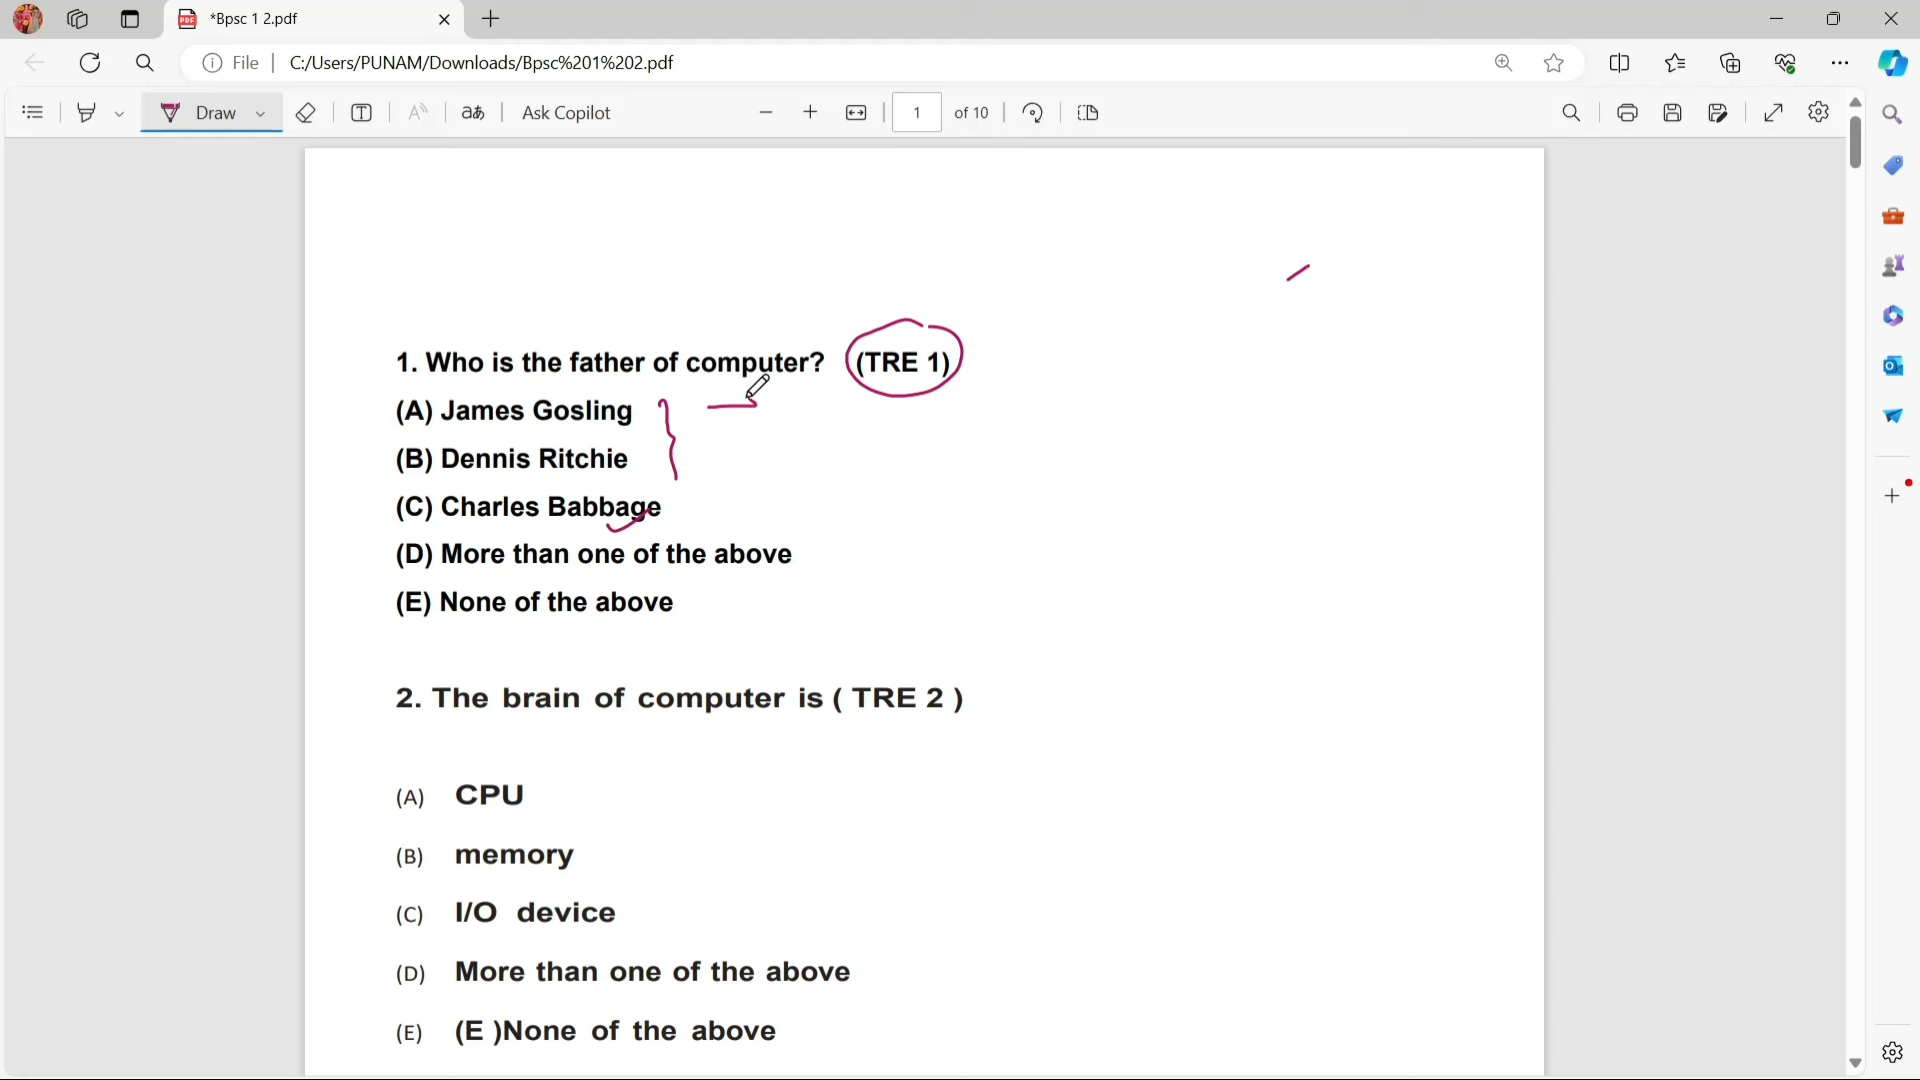 *Bpsc 1 2.pdf
File
C:/Users/PUNAM/Downloads/Bpsc%201%202.pdf
Draw
Ask Copilot
1 of 10
1. Who is the father of computer? (TRE 1)
(A) James Gosling
(B) Dennis Ritchie
(C) Charles Babbage
(D) More than one of the above
(E) None of the above
2. The brain of computer is ( TRE 2 )
(A) CPU
(B) memory
(C) I/O device
(D) More than one of the above
(E) (E )None of the above